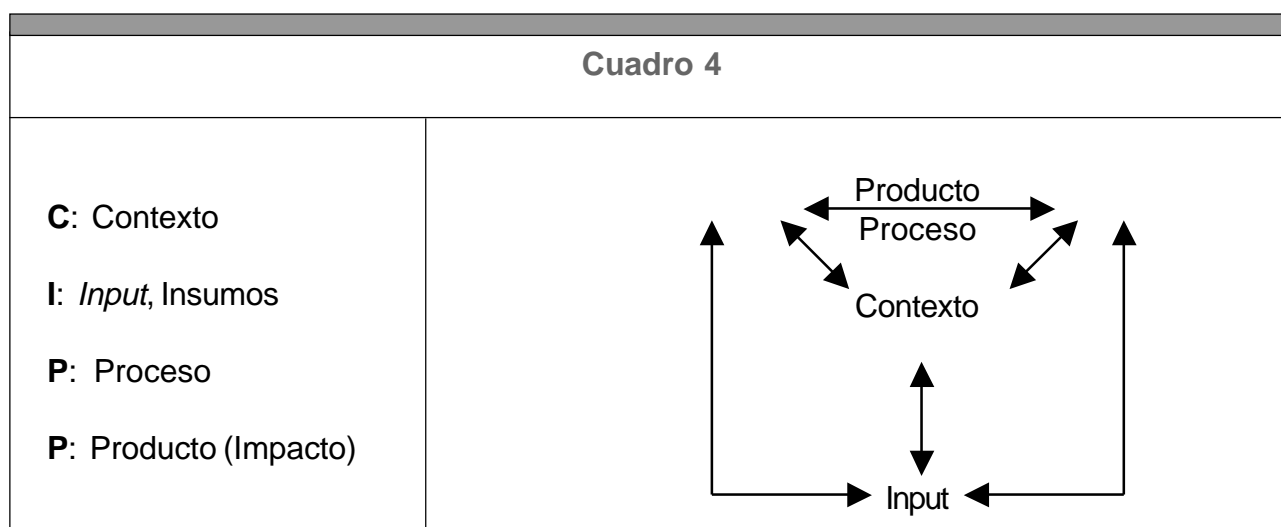 Cuadro 4
C: Contexto
I: Input, Insumos
P: Proceso
P: Producto (Impacto)
Producto
Proceso
Contexto
Input